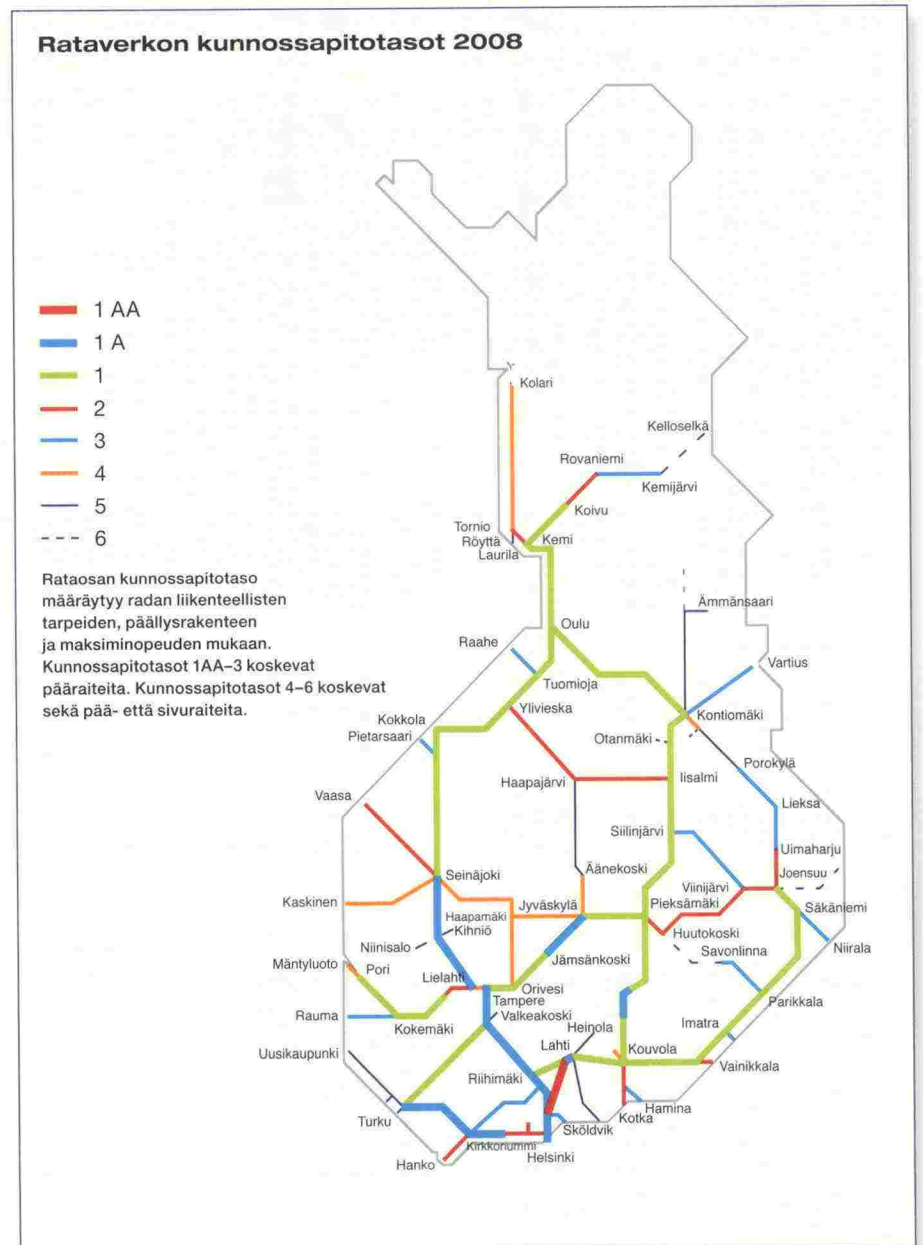 Rataverkon kunnossapitotasot 2008
1 AA
1 A
1
2
3
4
5
6
Rataosan kunnossapitotaso
määräytyy radan liikenteellisten
tarpeiden, päällysrakenteen
ja maksiminopeuden mukaan.
Kunnossapitotasot 1AA–3 koskevat
pääraiteita. Kunnossapitotasot 4–6 koskevat
sekä pää- että sivuraiteita.
Kolari
Kelloselkä
Rovaniemi
Kemijärvi
Koivu
Tornio
Röyttä
Kemi
Laurila
Ämmänsaari
Oulu
Raahe
Vartius
Tuomioja
Ylivieska
Kontiomäki
Kokkola
Pietarsaari
Otanmäki
Porokylä
Haapajärvi
Iisalmi
Vaasa
Lieksa
Siilinjärvi
Uimaharju
Äänekoski
Joensuu
Seinäjoki
Viinijärvi
Kaskinen
Jyväskylä
Pieksämäki
Säkäniemi
Haapamäki
Kihniö
Huutokoski
Niinisalo
Savonlinna
Niirala
Jämsänkoski
Mäntyluoto
Pori
Lielahti
Orivesi
Parikkala
Tampere
Valkeakoski
Rauma
Kokemäki
Heinola
Imatra
Lahti
Kouvola
Uusikaupunki
Vainikkala
Riihimäki
Hamina
Turku
Sköldvik
Kotka
Kirkkonummi
Helsinki
Hanko